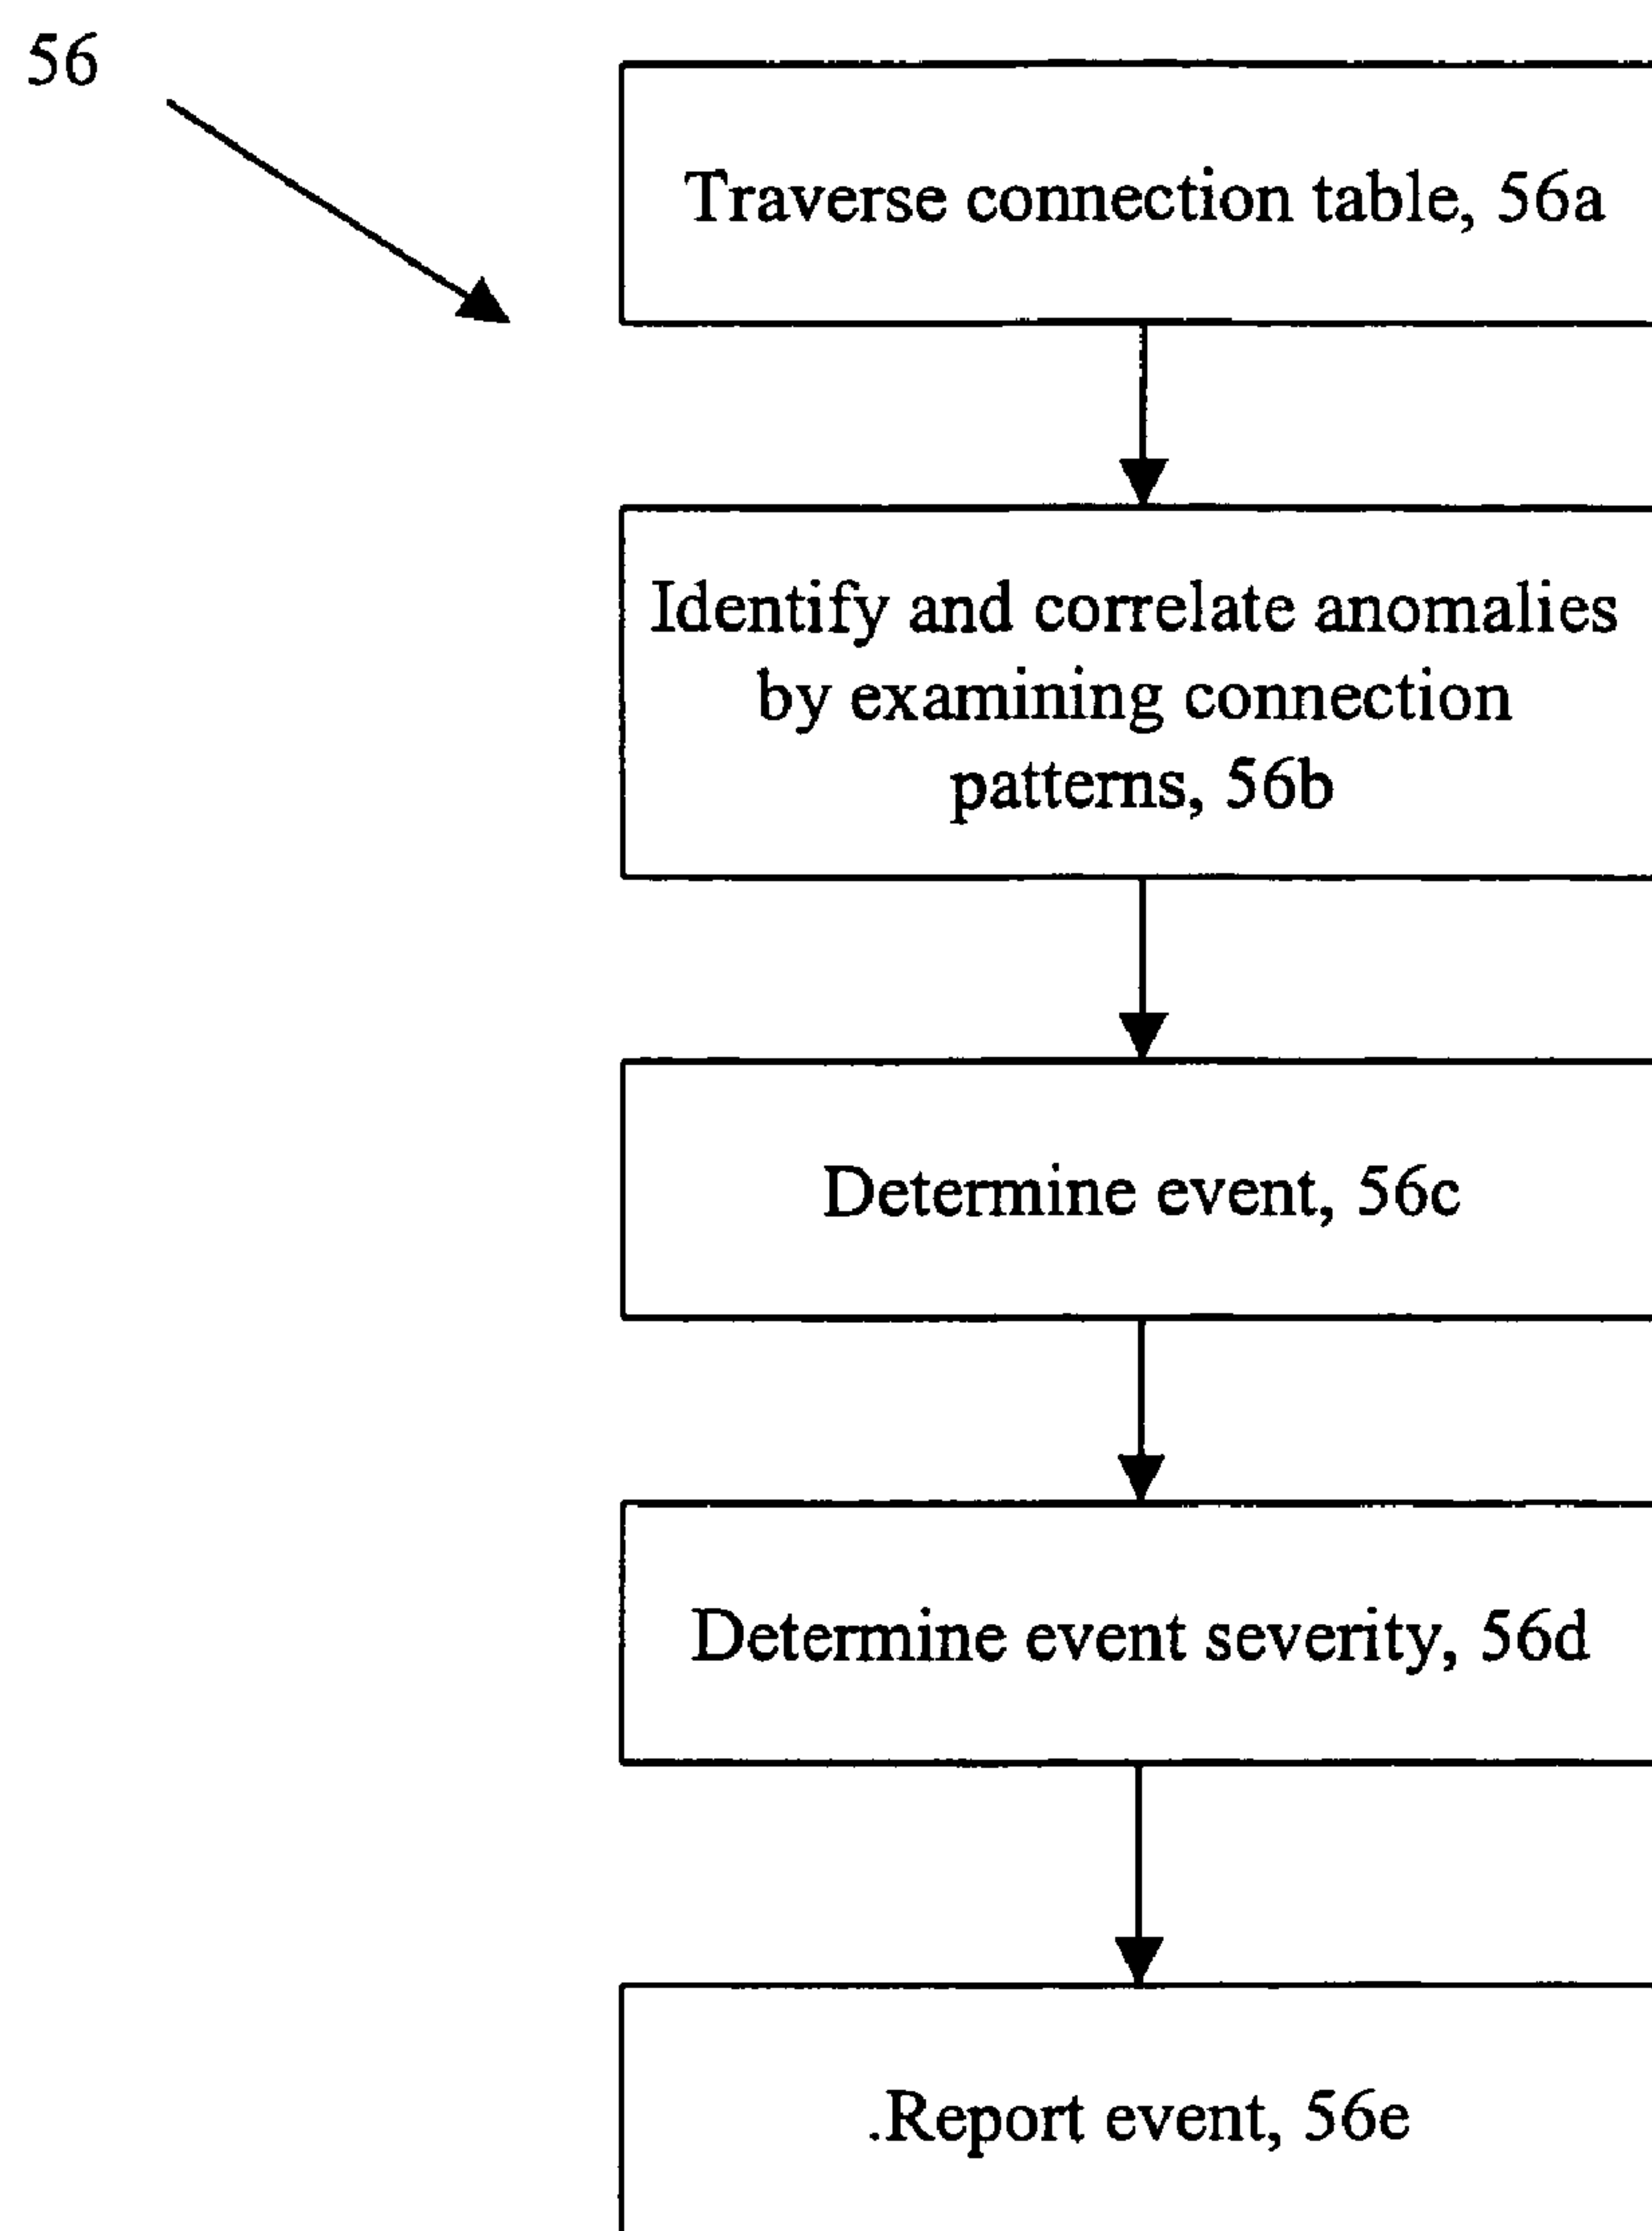 56
Traverse connection table, 56a
Identify and correlate anomalies
by examining connection
patterns, 56b
Determine event, 56c
Determine event severity, 56d
.Report event, 56e